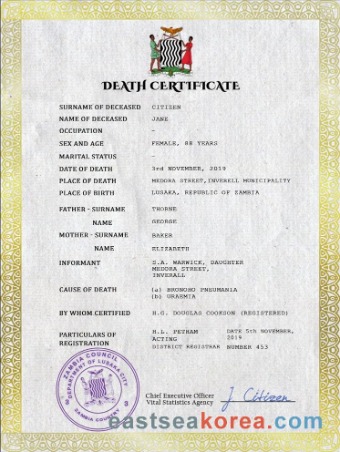 DEATH CERTIFICATE
SURNAME OF DECEASED CITIZEN
NAME OF DECEASED JANE
OCCUPATION -
SEX AND AGE FEMALE, 88 YEARS
MARITAL STATUS -
DATE OF DEATH 3rd NOVEMBER, 2019
PLACE OF DEATH MEDORA STREET, INVERELL MUNICIPALITY
PLACE OF BIRTH LUSAKA, REPUBLIC OF ZAMBIA
FATHER - SURNAME THORNE
NAME GEORGE
MOTHER - SURNAME BAKER
NAME ELIZABETH
INFORMANT S.A. WARWICK, DAUGHTER
MEDORA STREET,
INVERALL
CAUSE OF DEATH (a) BRONCHO PNEUMANIA
(b) URAEMIA
BY WHOM CERTIFIED H.G. DOUGLAS COOKSON (REGISTERED)
PARTICULARS OF REGISTRATION H.L. PETHAM ACTING DISTRICT REGISTRAR
DATE 5th NOVEMBER, 2019
NUMBER 453
ZAMBIA COUNCIL
DEPARTMENT OF LUSAKA CITY
ZAMBIA COUNTRY
Chief Executive Officer
Vital Statistics Agency
J Citizen
eastseakorea.com